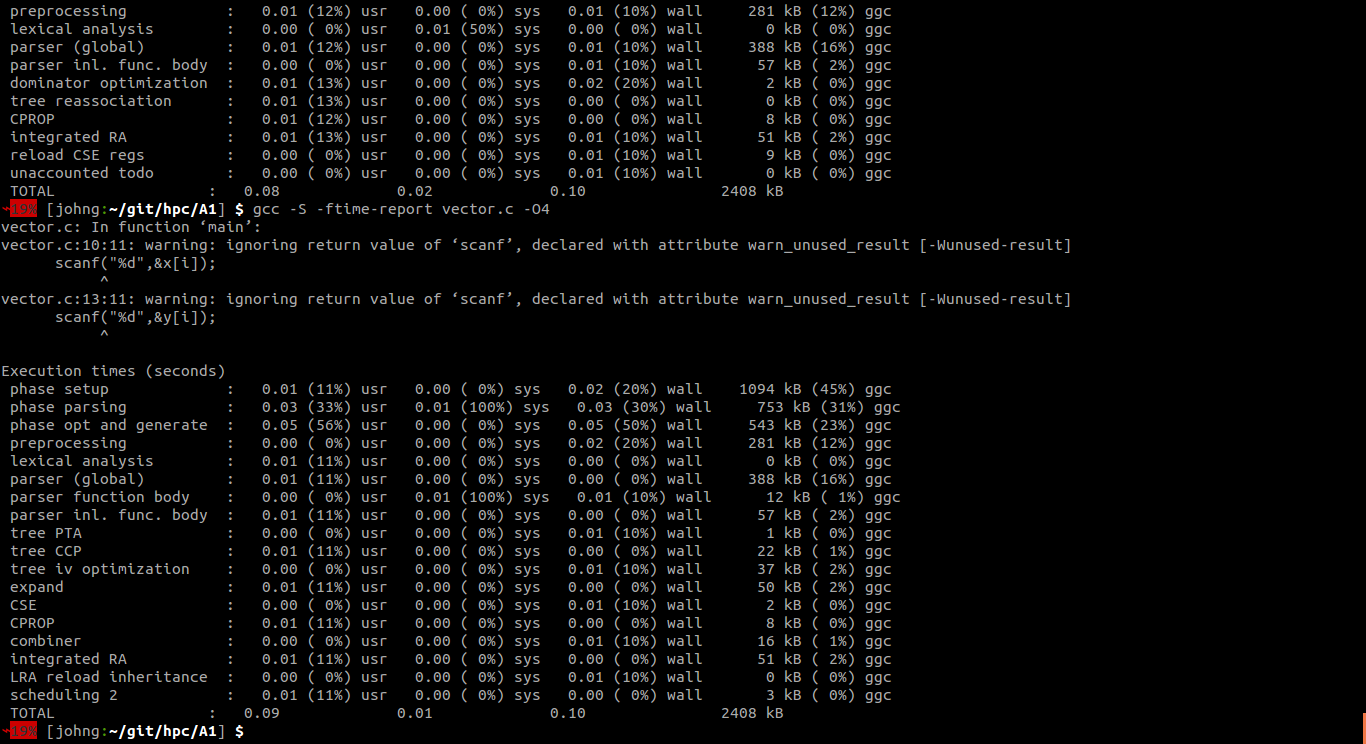 preprocessing           :   0.01 (12%) usr   0.00 ( 0%) sys   0.01 (10%) wall     281 kB (12%) ggc
lexical analysis        :   0.00 ( 0%) usr   0.01 (50%) sys   0.00 ( 0%) wall       0 kB ( 0%) ggc
parser (global)         :   0.01 (12%) usr   0.00 ( 0%) sys   0.01 (10%) wall     388 kB (16%) ggc
parser inl. func. body  :   0.00 ( 0%) usr   0.00 ( 0%) sys   0.01 (10%) wall      57 kB ( 2%) ggc
dominator optimization  :   0.01 (13%) usr   0.00 ( 0%) sys   0.02 (20%) wall       2 kB ( 0%) ggc
tree reassociation      :   0.01 (13%) usr   0.00 ( 0%) sys   0.00 ( 0%) wall       0 kB ( 0%) ggc
CPROP                   :   0.01 (12%) usr   0.00 ( 0%) sys   0.00 ( 0%) wall       8 kB ( 0%) ggc
integrated RA           :   0.01 (13%) usr   0.00 ( 0%) sys   0.01 (10%) wall      51 kB ( 2%) ggc
reload CSE regs         :   0.00 ( 0%) usr   0.00 ( 0%) sys   0.01 (10%) wall       9 kB ( 0%) ggc
unaccounted todo        :   0.00 ( 0%) usr   0.00 ( 0%) sys   0.01 (10%) wall       0 kB ( 0%) ggc
TOTAL                 :   0.08             0.02             0.10               2408 kB
19% [johng:~/git/hpc/A1] $ gcc -S -ftime-report vector.c -O4
vector.c: In function ‘main’:
vector.c:10:11: warning: ignoring return value of ‘scanf’, declared with attribute warn_unused_result [-Wunused-result]
      scanf("%d",&x[i]);
           ^
vector.c:13:11: warning: ignoring return value of ‘scanf’, declared with attribute warn_unused_result [-Wunused-result]
      scanf("%d",&y[i]);
           ^
Execution times (seconds)
phase setup             :   0.01 (11%) usr   0.00 ( 0%) sys   0.02 (20%) wall    1094 kB (45%) ggc
phase parsing           :   0.03 (33%) usr   0.01 (100%) sys   0.03 (30%) wall     753 kB (31%) ggc
phase opt and generate  :   0.05 (56%) usr   0.00 ( 0%) sys   0.05 (50%) wall     543 kB (23%) ggc
preprocessing           :   0.00 ( 0%) usr   0.00 ( 0%) sys   0.02 (20%) wall     281 kB (12%) ggc
lexical analysis        :   0.01 (11%) usr   0.00 ( 0%) sys   0.00 ( 0%) wall       0 kB ( 0%) ggc
parser (global)         :   0.01 (11%) usr   0.00 ( 0%) sys   0.00 ( 0%) wall     388 kB (16%) ggc
parser function body    :   0.00 ( 0%) usr   0.01 (100%) sys   0.01 (10%) wall      12 kB ( 1%) ggc
parser inl. func. body  :   0.01 (11%) usr   0.00 ( 0%) sys   0.00 ( 0%) wall      57 kB ( 2%) ggc
tree PTA                :   0.00 ( 0%) usr   0.00 ( 0%) sys   0.01 (10%) wall       1 kB ( 0%) ggc
tree CCP                :   0.01 (11%) usr   0.00 ( 0%) sys   0.00 ( 0%) wall      22 kB ( 1%) ggc
tree iv optimization    :   0.00 ( 0%) usr   0.00 ( 0%) sys   0.01 (10%) wall      37 kB ( 2%) ggc
expand                  :   0.01 (11%) usr   0.00 ( 0%) sys   0.00 ( 0%) wall      50 kB ( 2%) ggc
CSE                     :   0.00 ( 0%) usr   0.00 ( 0%) sys   0.01 (10%) wall       2 kB ( 0%) ggc
CPROP                   :   0.01 (11%) usr   0.00 ( 0%) sys   0.00 ( 0%) wall       8 kB ( 0%) ggc
combiner                :   0.00 ( 0%) usr   0.00 ( 0%) sys   0.01 (10%) wall      16 kB ( 1%) ggc
integrated RA           :   0.01 (11%) usr   0.00 ( 0%) sys   0.00 ( 0%) wall      51 kB ( 2%) ggc
LRA reload inheritance  :   0.00 ( 0%) usr   0.00 ( 0%) sys   0.01 (10%) wall       0 kB ( 0%) ggc
scheduling 2            :   0.01 (11%) usr   0.00 ( 0%) sys   0.00 ( 0%) wall       3 kB ( 0%) ggc
TOTAL                 :   0.09             0.01             0.10               2408 kB
19% [johng:~/git/hpc/A1] $